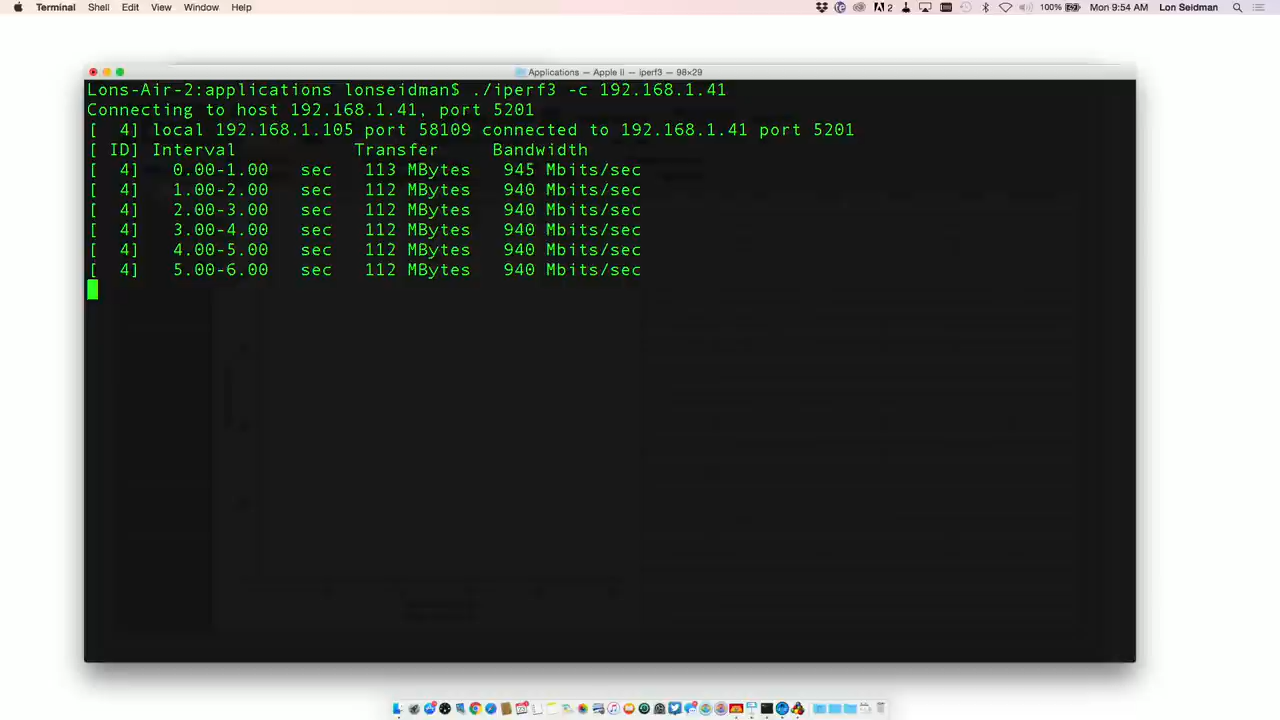 Terminal Shell Edit View Window Help 2 100% Mon 9:54 AM Lon Seidman
Applications — Apple II — iperf3 — 98×29
Lons-Air-2:applications lonseidman$ ./iperf3 -c 192.168.1.41
Connecting to host 192.168.1.41, port 5201
[  4] local 192.168.1.105 port 58109 connected to 192.168.1.41 port 5201
[ ID] Interval           Transfer     Bandwidth
[  4]   0.00-1.00   sec   113 MBytes   945 Mbits/sec
[  4]   1.00-2.00   sec   112 MBytes   940 Mbits/sec
[  4]   2.00-3.00   sec   112 MBytes   940 Mbits/sec
[  4]   3.00-4.00   sec   112 MBytes   940 Mbits/sec
[  4]   4.00-5.00   sec   112 MBytes   940 Mbits/sec
[  4]   5.00-6.00   sec   112 MBytes   940 Mbits/sec